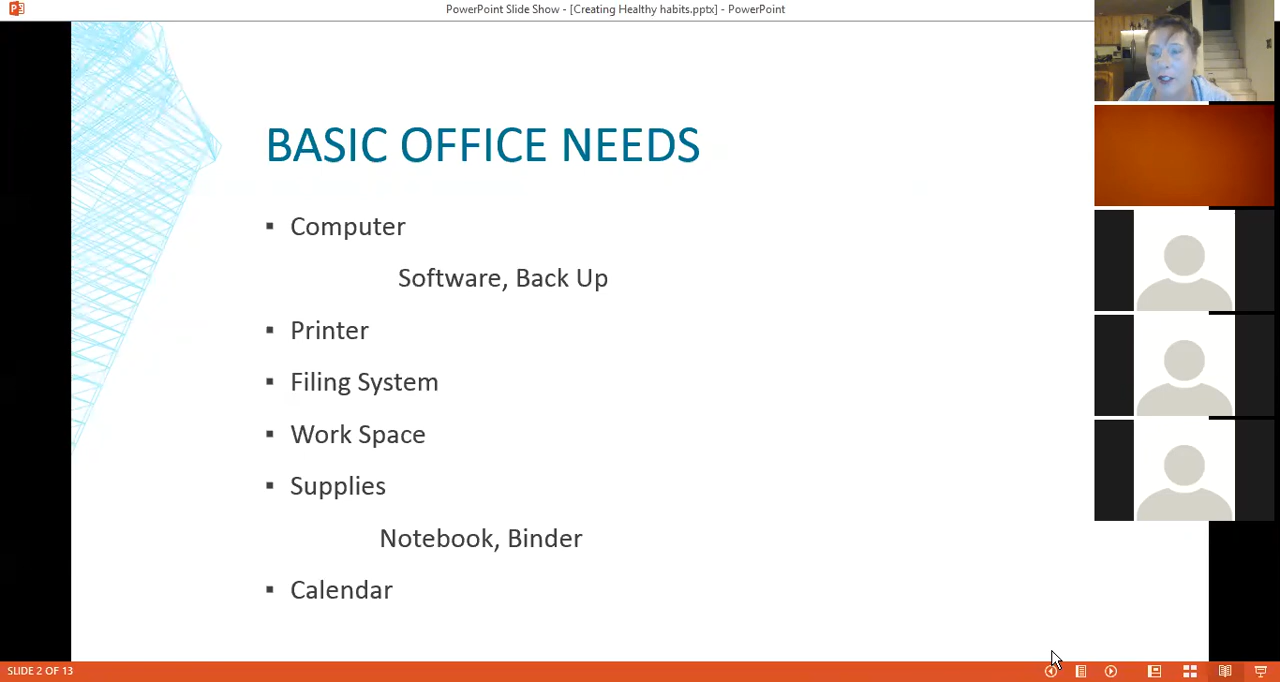 PowerPoint Slide Show - [Creating Healthy habits.pptx] - PowerPoint
BASIC OFFICE NEEDS
▪ Computer
Software, Back Up
▪ Printer
▪ Filing System
▪ Work Space
▪ Supplies
Notebook, Binder
▪ Calendar
SLIDE 2 OF 13